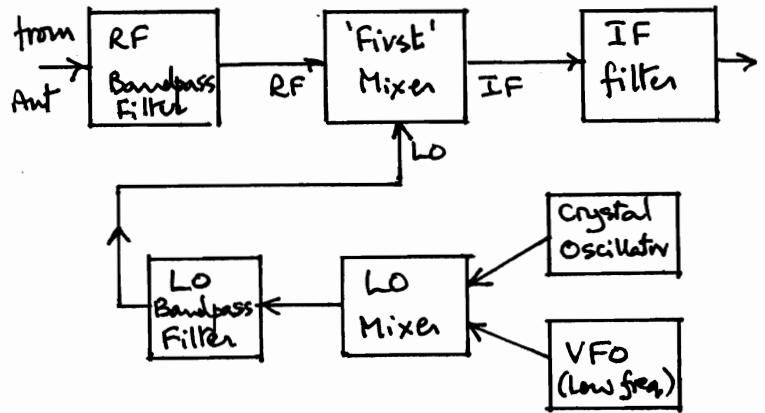 from
Ant
RF
Bandpass
Filter
RF
'First'
Mixer
IF
IF
filter
LO
Crystal
Oscillator
LO
Bandpass
Filter
LO
Mixer
VFO
(Low freq)